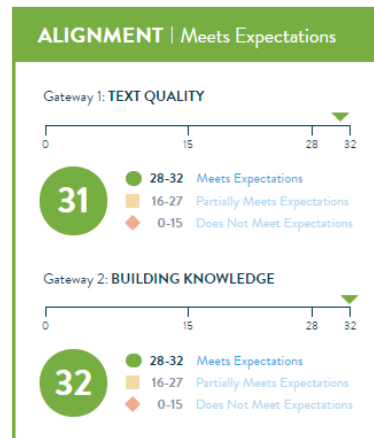 ALIGNMENT | Meets Expectations
Gateway 1: TEXT QUALITY
0 15 28 32
31
28-32 Meets Expectations
16-27 Partially Meets Expectations
0-15 Does Not Meet Expectations
Gateway 2: BUILDING KNOWLEDGE
0 15 28 32
32
28-32 Meets Expectations
16-27 Partially Meets Expectations
0-15 Does Not Meet Expectations